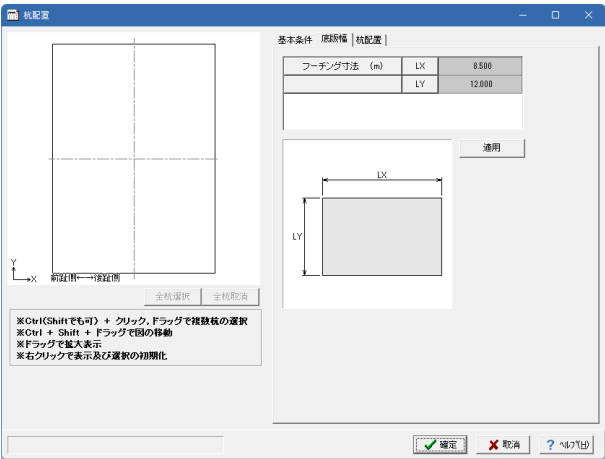 杭配置
基本条件 底版幅 杭配置
フーチング寸法 (m) LX 8.500
LY 12.000
適用
LX
LY
Y
X 前趾側←→後趾側
全杭選択 全杭取消
※Ctrl(Shiftでも可) + クリック,ドラッグで複数杭の選択
※Ctrl + Shift + ドラッグで図の移動
※ドラッグで拡大表示
※右クリックで表示及び選択の初期化
確定 取消 ? ヘルプ(H)